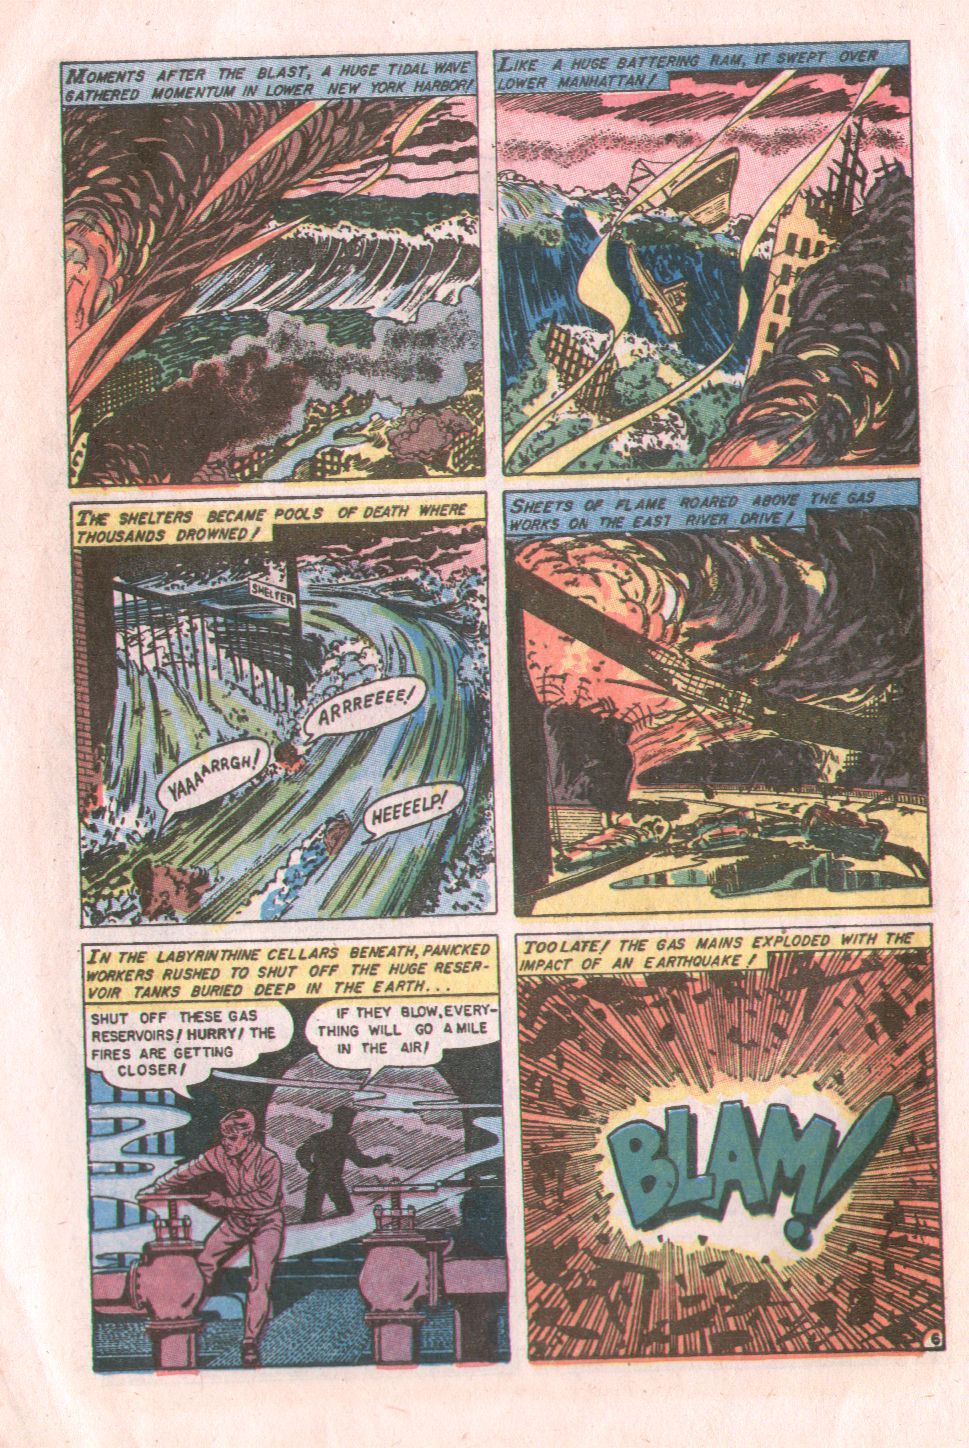 MOMENTS AFTER THE BLAST, A HUGE TIDAL WAVE
GATHERED MOMENTUM IN LOWER NEW YORK HARBOR!
LIKE A HUGE BATTERING RAM, IT SWEPT OVER
LOWER MANHATTAN!
THE SHELTERS BECAME POOLS OF DEATH WHERE
THOUSANDS DROWNED!
SHELTER
ARRREEEE!
YAAAARRGH!
HEEEELP!
SHEETS OF FLAME ROARED ABOVE THE GAS
WORKS ON THE EAST RIVER DRIVE!
IN THE LABYRINTHINE CELLARS BENEATH, PANICKED
WORKERS RUSHED TO SHUT OFF THE HUGE RESER-
VOIR TANKS BURIED DEEP IN THE EARTH...
SHUT OFF THESE GAS
RESERVOIRS! HURRY! THE
FIRES ARE GETTING
CLOSER!
IF THEY BLOW, EVERY-
THING WILL GO A MILE
IN THE AIR!
TOO LATE! THE GAS MAINS EXPLODED WITH THE
IMPACT OF AN EARTHQUAKE!
BLAM!
6